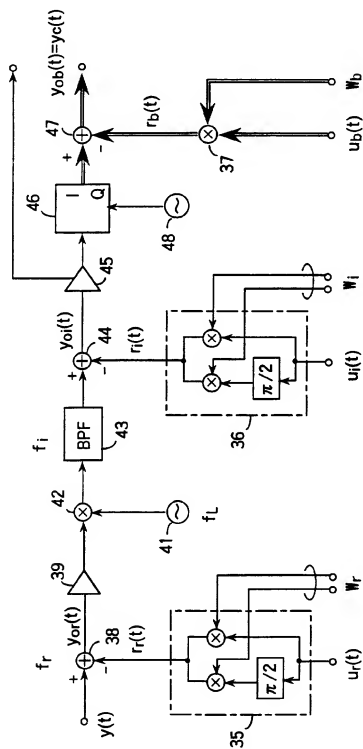 fr
y(t)
+
-
38
yor(t)
rr(t)
39
42
41
fL
fi
BPF
43
+
-
44
yoi(t)
ri(t)
45
46
I
Q
48
+
-
47
yob(t)=yc(t)
rb(t)
37
Wb
ub(t)
35
π/2
ur(t)
Wr
36
π/2
ui(t)
Wi